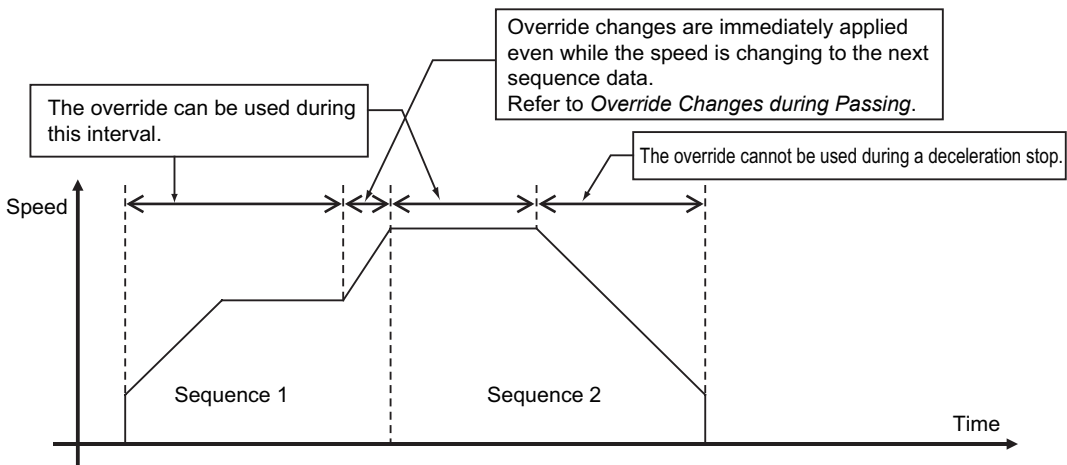 Override changes are immediately applied
even while the speed is changing to the next
sequence data.
Refer to Override Changes during Passing.
The override can be used during
this interval.
The override cannot be used during a deceleration stop.
Speed
Sequence 1
Sequence 2
Time